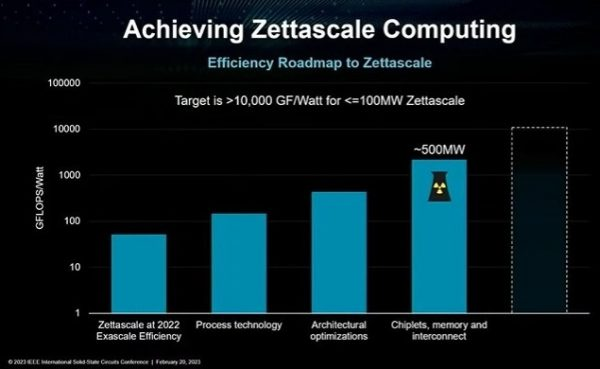 Achieving Zettascale Computing
Efficiency Roadmap to Zettascale
Target is >10,000 GF/Watt for <=100MW Zettascale
GFLOPS/Watt
100000
10000
1000
100
10
1
~500MW
Zettascale at 2022
Exascale Efficiency
Process technology
Architectural
optimizations
Chiplets, memory and
interconnect
© 2023 IEEE International Solid-State Circuits Conference | February 20, 2023